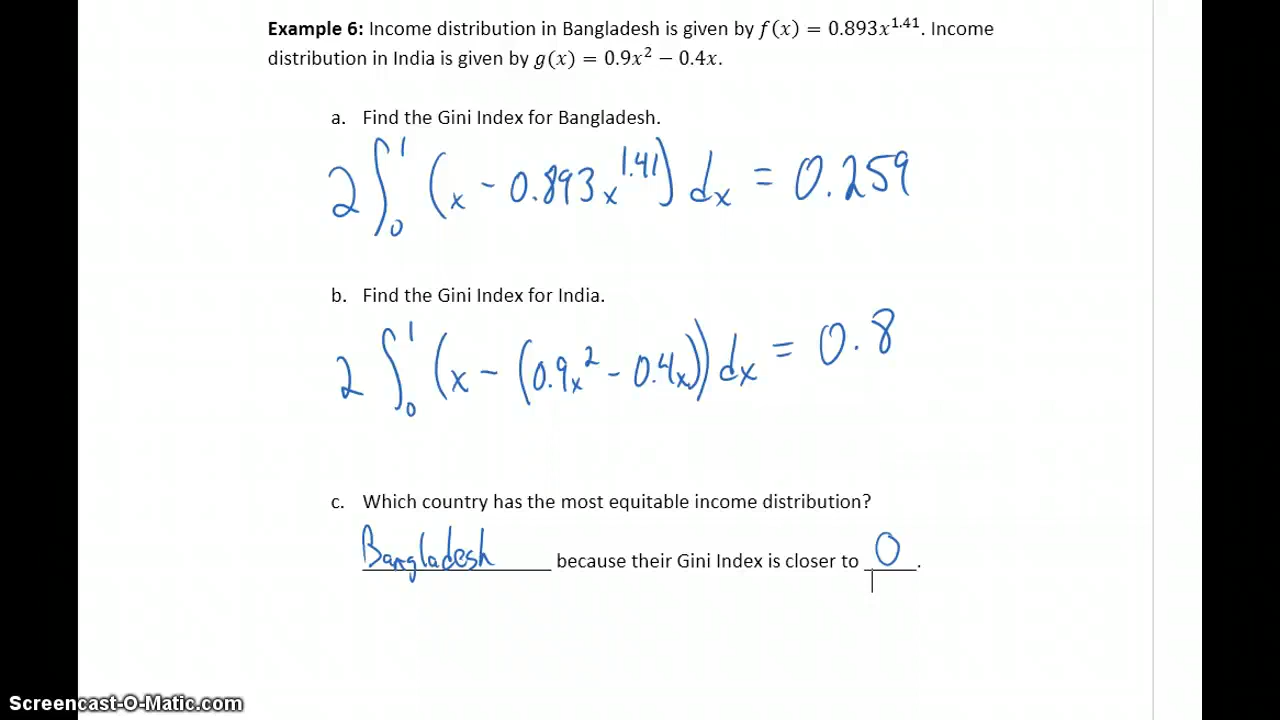 Example 6: Income distribution in Bangladesh is given by f(x) = 0.893x^1.41. Income
distribution in India is given by g(x) = 0.9x² − 0.4x.
a. Find the Gini Index for Bangladesh.
2 ∫₀¹ (x − 0.893x^1.41) dx = 0.259
b. Find the Gini Index for India.
2 ∫₀¹ (x − (0.9x² − 0.4x)) dx = 0.8
c. Which country has the most equitable income distribution?
Bangladesh because their Gini Index is closer to 0.
Screencast-O-Matic.com